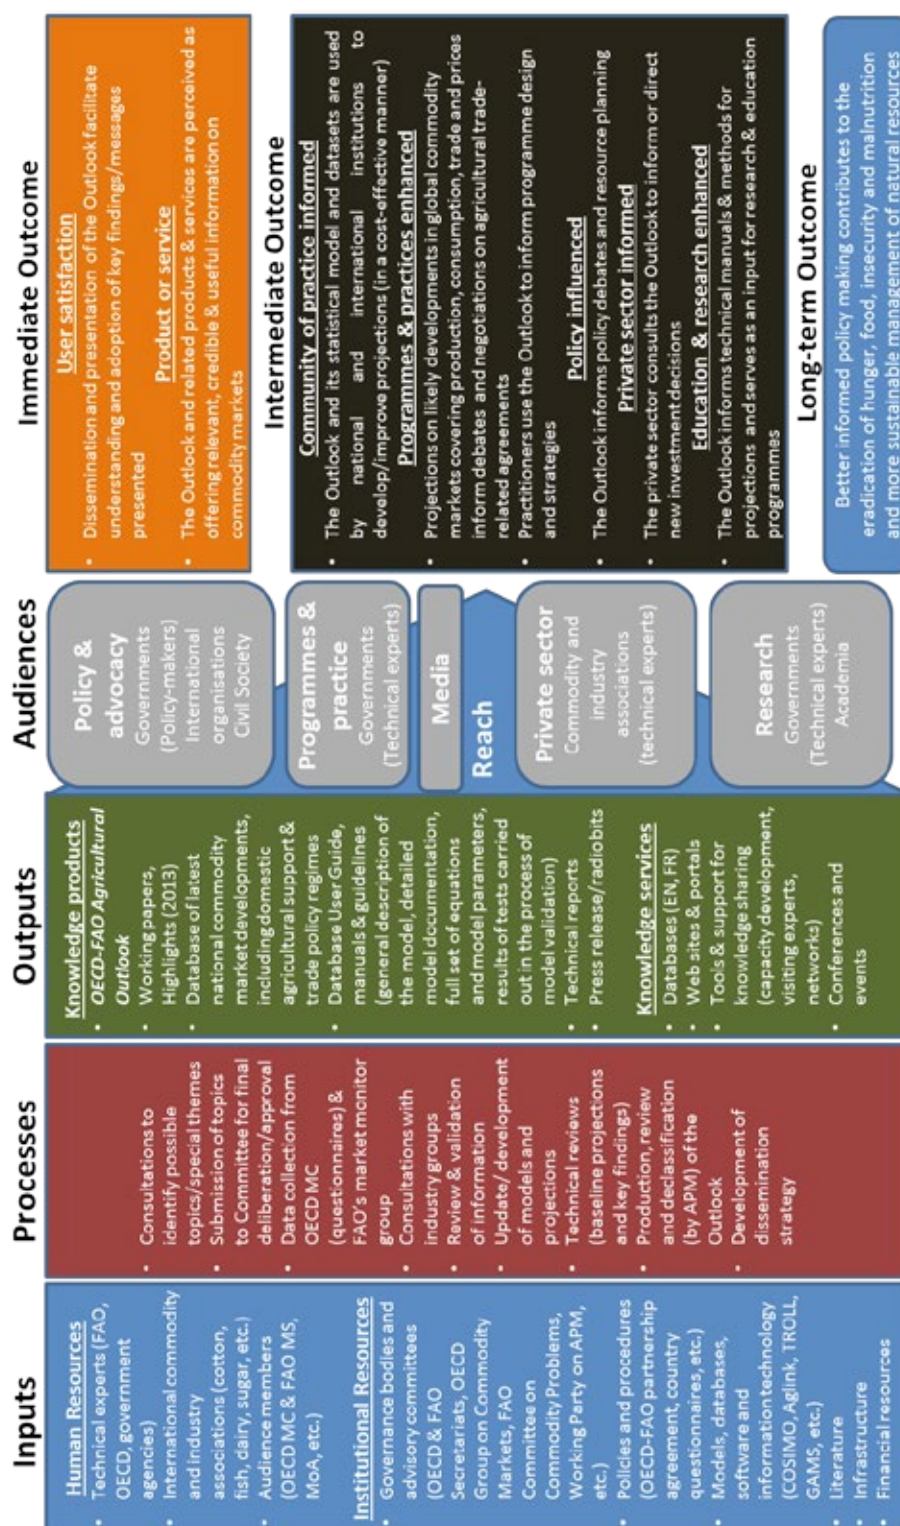 Inputs
Human Resources
• Technical experts (FAO,
OECD, government
agencies)
• International commodity
and industry
associations (cotton,
fish, dairy, sugar, etc.)
• Audience members
(OECD MC & FAO MS,
MoA, etc.)
Institutional Resources
• Governance bodies and
advisory committees
(OECD & FAO
Secretariats, OECD
Group on Commodity
Markets, FAO
Committee on
Commodity Problems,
Working Party on APM,
etc.)
• Policies and procedures
(OECD-FAO partnership
agreement, country
questionnaires, etc.)
• Models, databases,
software and
information technology
(COSIMO, Aglink, TROLL,
GAMS, etc.)
• Literature
• Infrastructure
• Financial resources
Processes
• Consultations to
identify possible
topics/special themes
• Submission of topics
to Committee for final
deliberation/approval
• Data collection from
OECD MC
(questionnaires) &
FAO's market monitor
group
• Consultations with
industry groups
• Review & validation
of information
• Update/ development
of models and
projections
• Technical reviews
(baseline projections
and key findings)
• Production, review
and declassification
(by APM) of the
Outlook
• Development of
dissemination
strategy
Outputs
Knowledge products
• OECD-FAO Agricultural
Outlook
• Working papers,
Highlights (2013)
• Database of latest
national commodity
market developments,
including domestic
agricultural support &
trade policy regimes
• Database User Guide,
manuals & guidelines
(general description of
the model, detailed
model documentation,
full set of equations
and model parameters,
results of tests carried
out in the process of
model validation)
• Technical reports
• Press release/radiobits
Knowledge services
• Databases (EN, FR)
• Web sites & portals
• Tools & support for
knowledge sharing
(capacity development,
visiting experts,
networks)
• Conferences and
events
Audiences
Policy &
advocacy
Governments
(Policy-makers)
International
organisations
Civil Society
Programmes &
practice
Governments
(Technical experts)
Media
Reach
Private sector
Commodity and
industry
associations
(technical experts)
Research
Governments
(Technical experts)
Academia
Immediate Outcome
User satisfaction
• Dissemination and presentation of the Outlook facilitate
understanding and adoption of key findings/messages
presented
Product or service
• The Outlook and related products & services are perceived as
offering relevant, credible & useful information on
commodity markets
Intermediate Outcome
Community of practice informed
• The Outlook and its statistical model and datasets are used
by national and international institutions to
develop/improve projections (in a cost-effective manner)
Programmes & practices enhanced
• Projections on likely developments in global commodity
markets covering production, consumption, trade and prices
inform debates and negotiations on agricultural trade-
related agreements
• Practitioners use the Outlook to inform programme design
and strategies
Policy influenced
• The Outlook informs policy debates and resource planning
Private sector informed
• The private sector consults the Outlook to inform or direct
new investment decisions
Education & research enhanced
• The Outlook informs technical manuals & methods for
projections and serves as an input for research & education
programmes
Long-term Outcome
Better informed policy making contributes to the
eradication of hunger, food, insecurity and malnutrition
and more sustainable management of natural resources